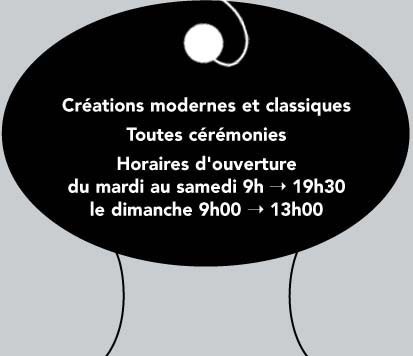 Créations modernes et classiques
Toutes cérémonies
Horaires d'ouverture
du mardi au samedi 9h → 19h30
le dimanche 9h00 → 13h00